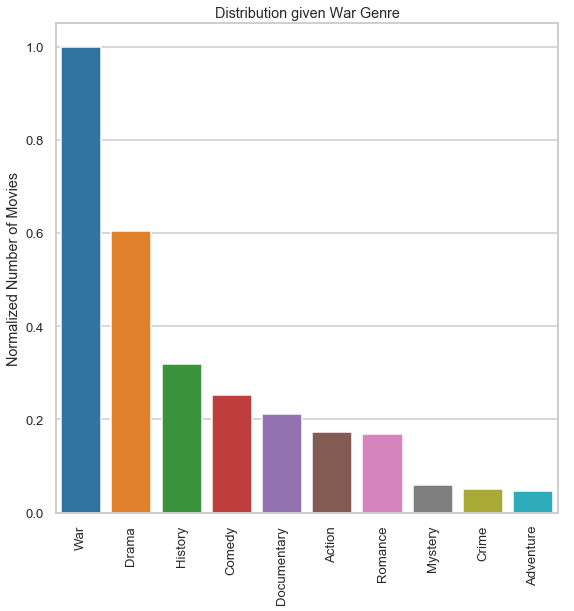 Distribution given War Genre
Normalized Number of Movies
1.0
0.8
0.6
0.4
0.2
0.0
War
Drama
History
Comedy
Documentary
Action
Romance
Mystery
Crime
Adventure